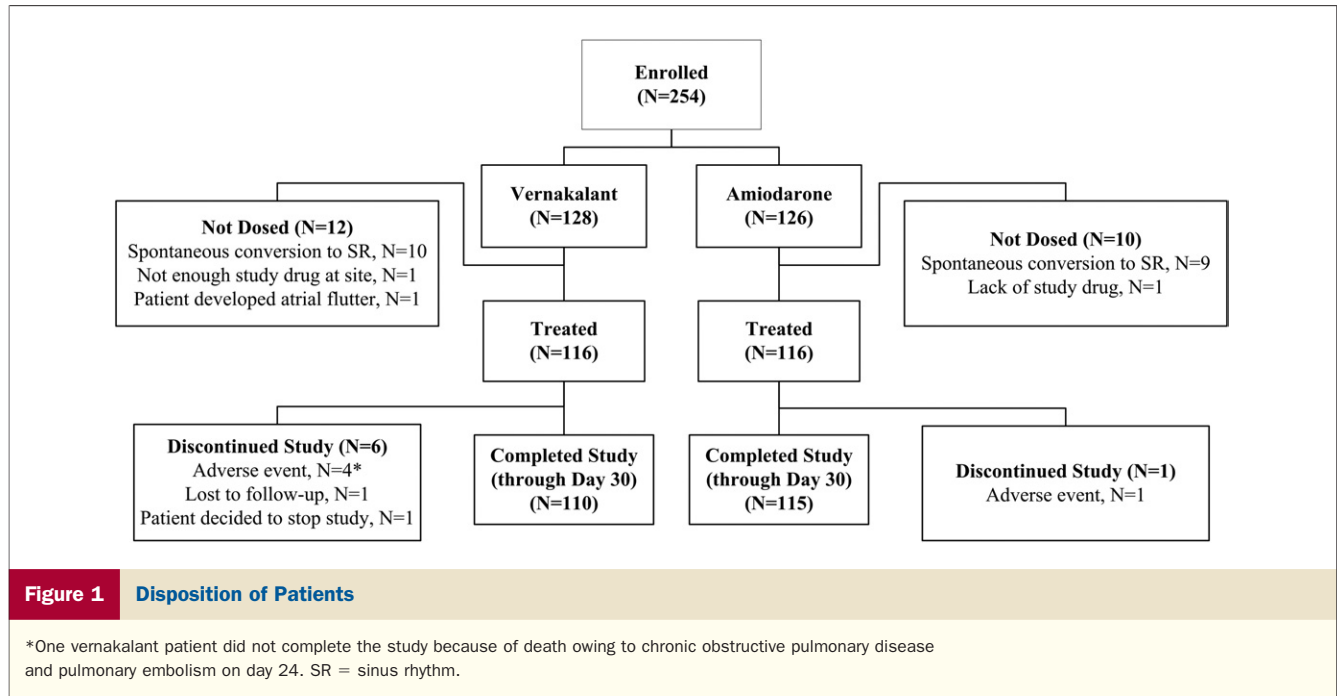 Enrolled
(N=254)
Vernakalant
(N=128)
Amiodarone
(N=126)
Not Dosed (N=12)
Spontaneous conversion to SR, N=10
Not enough study drug at site, N=1
Patient developed atrial flutter, N=1
Not Dosed (N=10)
Spontaneous conversion to SR, N=9
Lack of study drug, N=1
Treated
(N=116)
Treated
(N=116)
Discontinued Study (N=6)
Adverse event, N=4*
Lost to follow-up, N=1
Patient decided to stop study, N=1
Completed Study
(through Day 30)
(N=110)
Completed Study
(through Day 30)
(N=115)
Discontinued Study (N=1)
Adverse event, N=1
Figure 1 Disposition of Patients
*One vernakalant patient did not complete the study because of death owing to chronic obstructive pulmonary disease
and pulmonary embolism on day 24. SR = sinus rhythm.